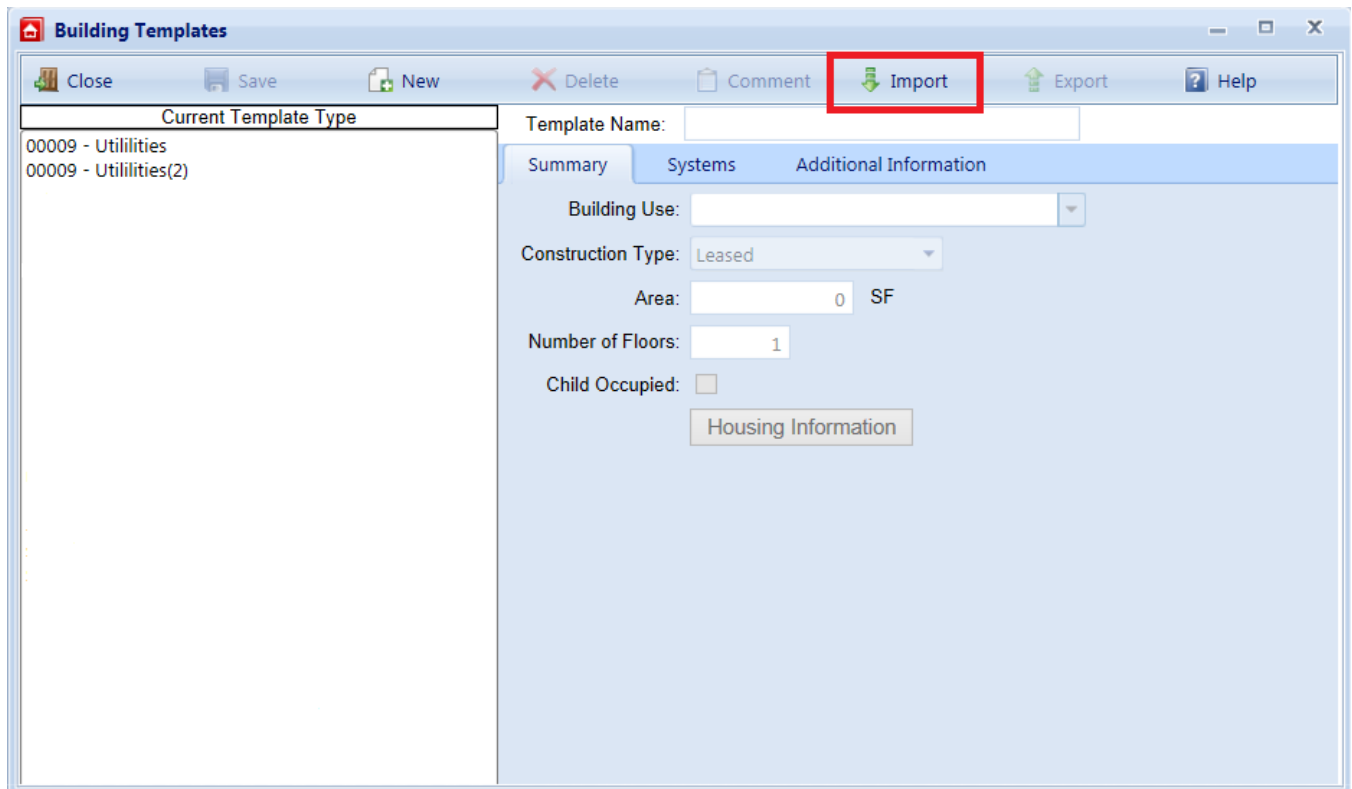 Building Templates
Close Save New Delete Comment Import Export ? Help
Current Template Type
Template Name:
00009 - Utililities
00009 - Utililities(2)
Summary Systems Additional Information
Building Use:
Construction Type: Leased
Area: 0 SF
Number of Floors: 1
Child Occupied:
Housing Information